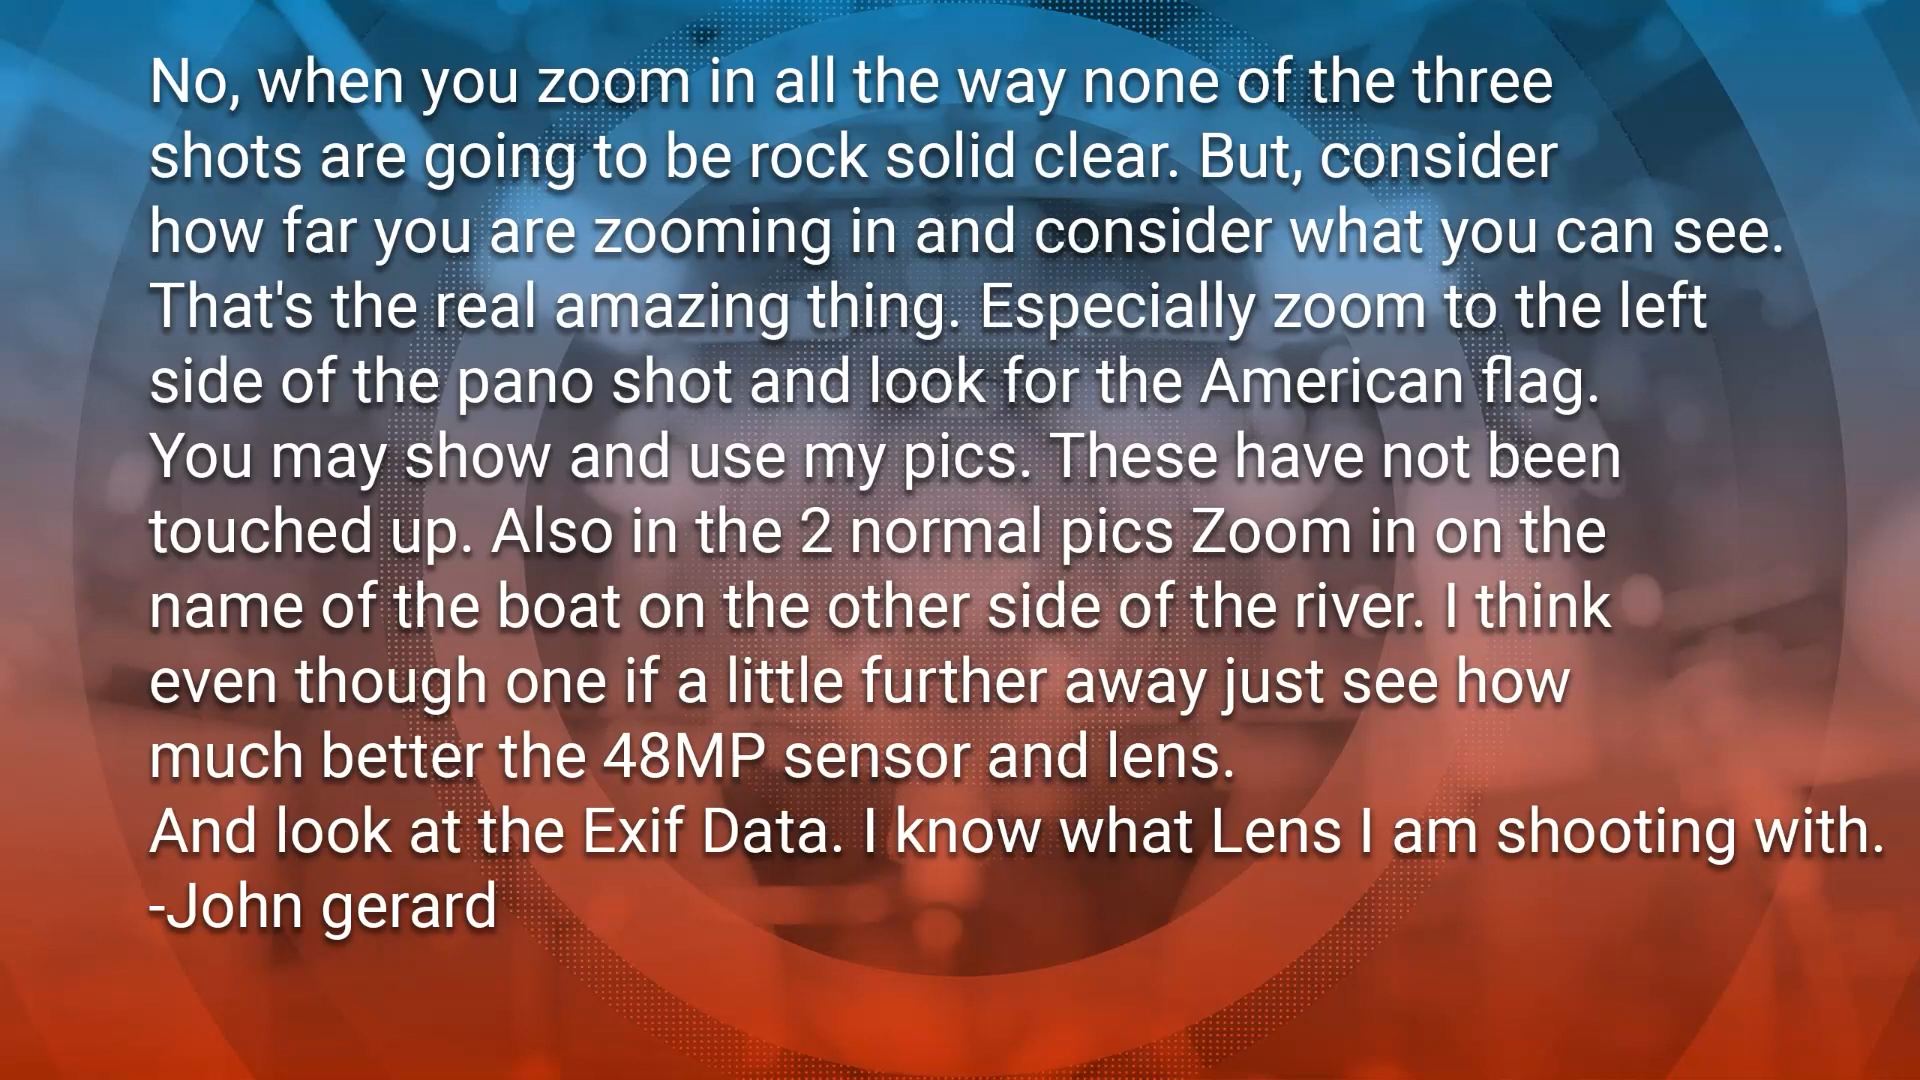 No, when you zoom in all the way none of the three
shots are going to be rock solid clear. But, consider
how far you are zooming in and consider what you can see.
That's the real amazing thing. Especially zoom to the left
side of the pano shot and look for the American flag.
You may show and use my pics. These have not been
touched up. Also in the 2 normal pics Zoom in on the
name of the boat on the other side of the river. I think
even though one if a little further away just see how
much better the 48MP sensor and lens.
And look at the Exif Data. I know what Lens I am shooting with.
-John gerard